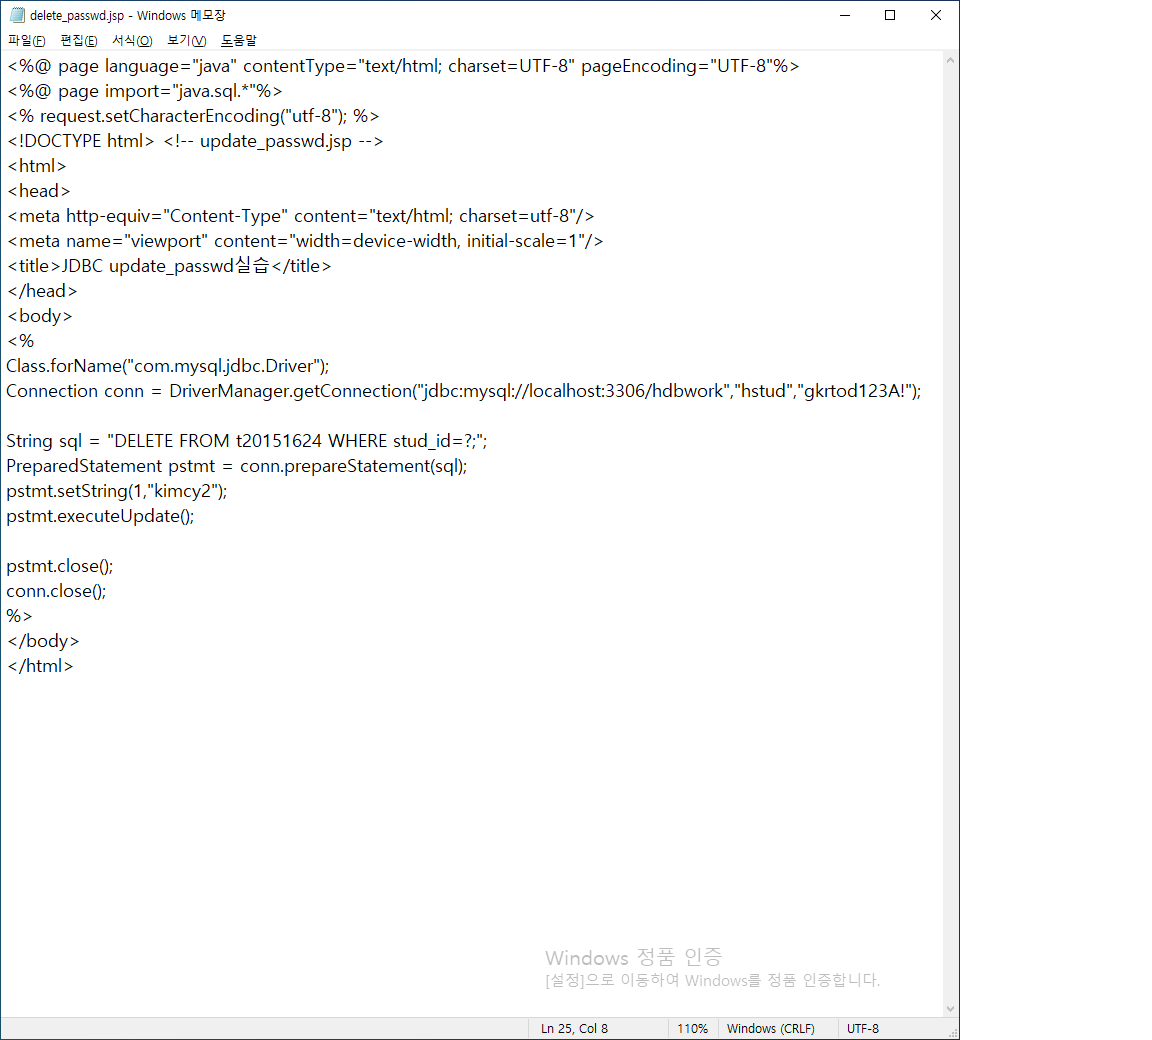 delete_passwd.jsp - Windows 메모장
파일(F) 편집(E) 서식(O) 보기(V) 도움말
<%@ page language="java" contentType="text/html; charset=UTF-8" pageEncoding="UTF-8"%>
<%@ page import="java.sql.*"%>
<% request.setCharacterEncoding("utf-8"); %>
<!DOCTYPE html> <!-- update_passwd.jsp -->
<html>
<head>
<meta http-equiv="Content-Type" content="text/html; charset=utf-8"/>
<meta name="viewport" content="width=device-width, initial-scale=1"/>
<title>JDBC update_passwd실습</title>
</head>
<body>
<%
Class.forName("com.mysql.jdbc.Driver");
Connection conn = DriverManager.getConnection("jdbc:mysql://localhost:3306/hdbwork","hstud","gkrtod123A!");
String sql = "DELETE FROM t20151624 WHERE stud_id=?;";
PreparedStatement pstmt = conn.prepareStatement(sql);
pstmt.setString(1,"kimcy2");
pstmt.executeUpdate();
pstmt.close();
conn.close();
%>
</body>
</html>
Windows 정품 인증
[설정]으로 이동하여 Windows를 정품 인증합니다.
Ln 25, Col 8 110% Windows (CRLF) UTF-8